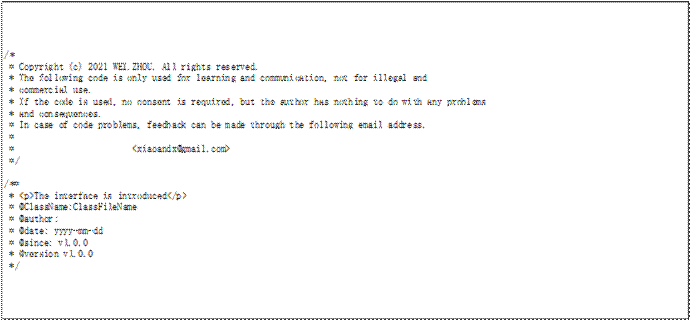 /*
* Copyright (c) 2021 WEI.ZHOU. All rights reserved.
* The following code is only used for learning and communication, not for illegal and
* commercial use.
* If the code is used, no consent is required, but the author has nothing to do with any problems
* and consequences.
* In case of code problems, feedback can be made through the following email address.
*
* <xiaoandx@gmail.com>
*/
/**
* <p>The interface is introduced</p>
* @ClassName:ClassFileName
* @author:
* @date: yyyy-mm-dd
* @since: v1.0.0
* @version v1.0.0
*/